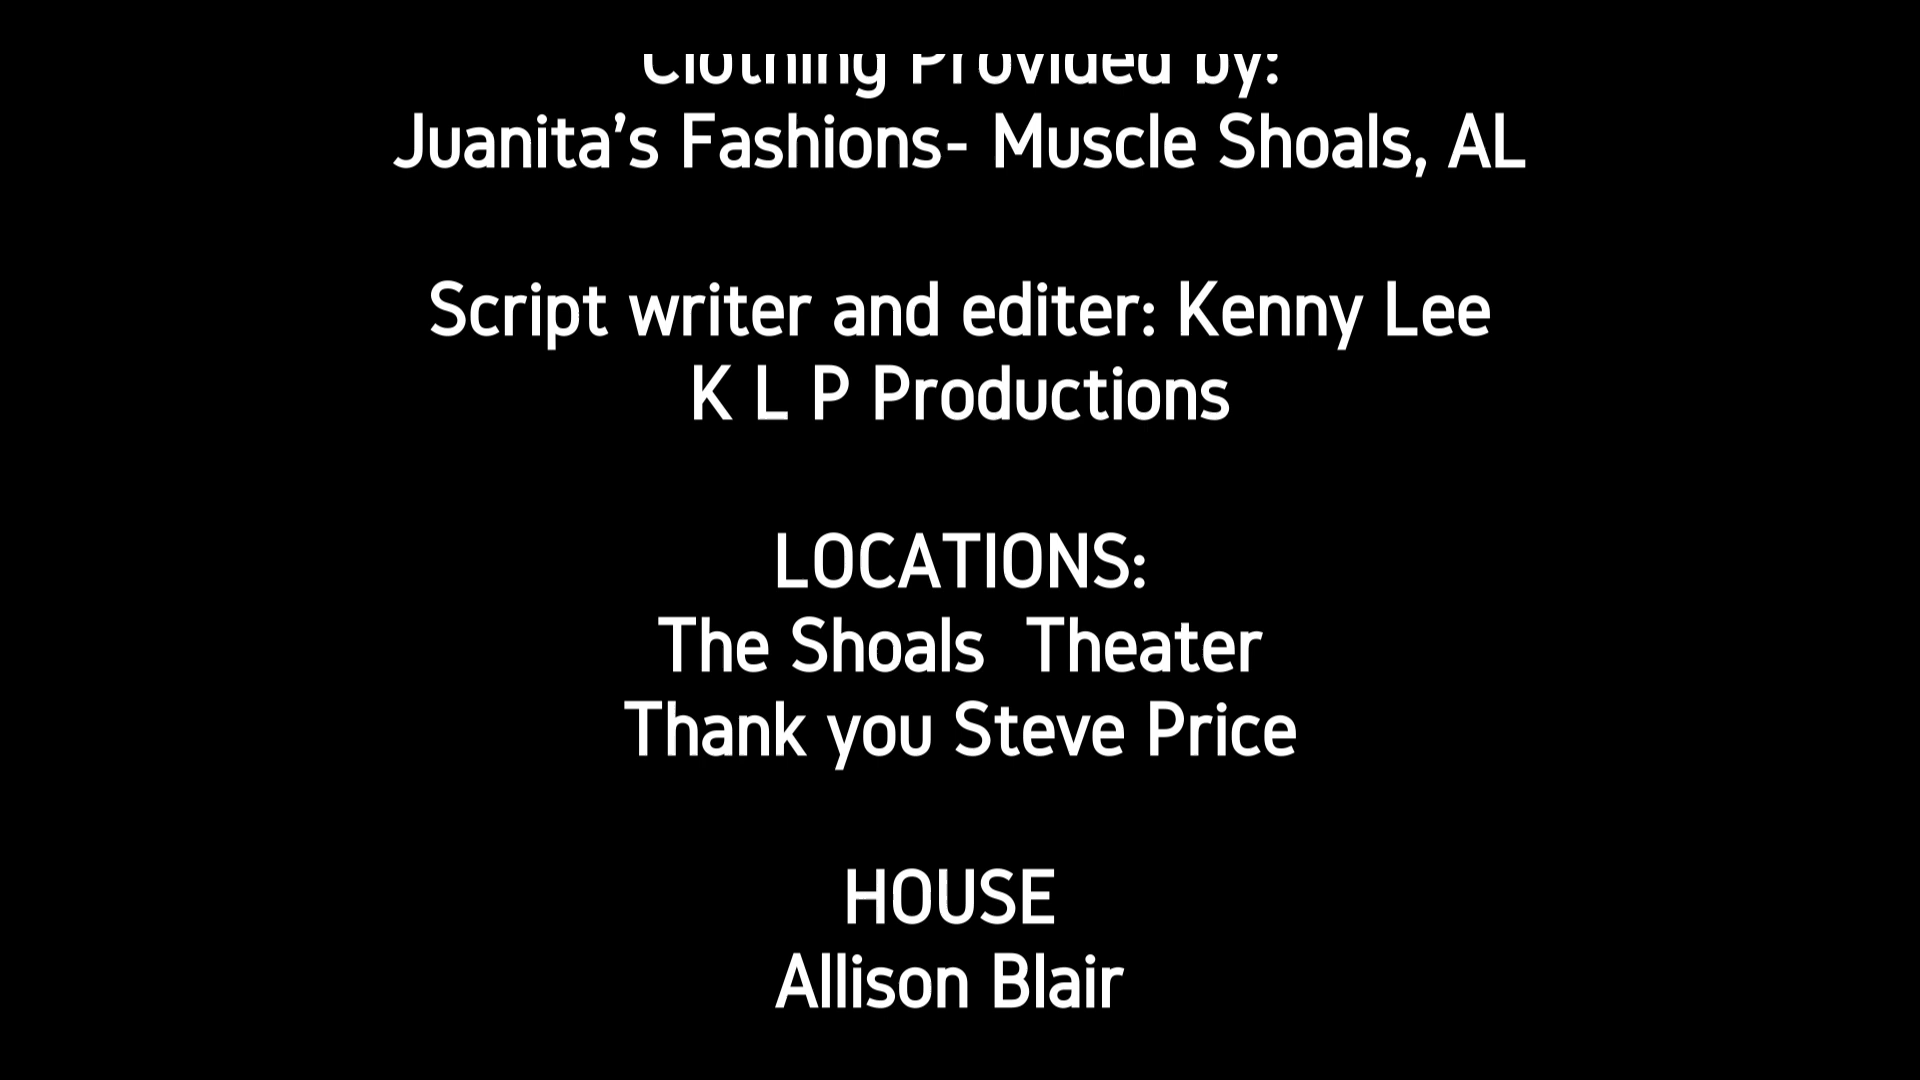 Clothing Provided by:
Juanita's Fashions- Muscle Shoals, AL
Script writer and editer: Kenny Lee
K L P Productions
LOCATIONS:
The Shoals  Theater
Thank you Steve Price
HOUSE
Allison Blair